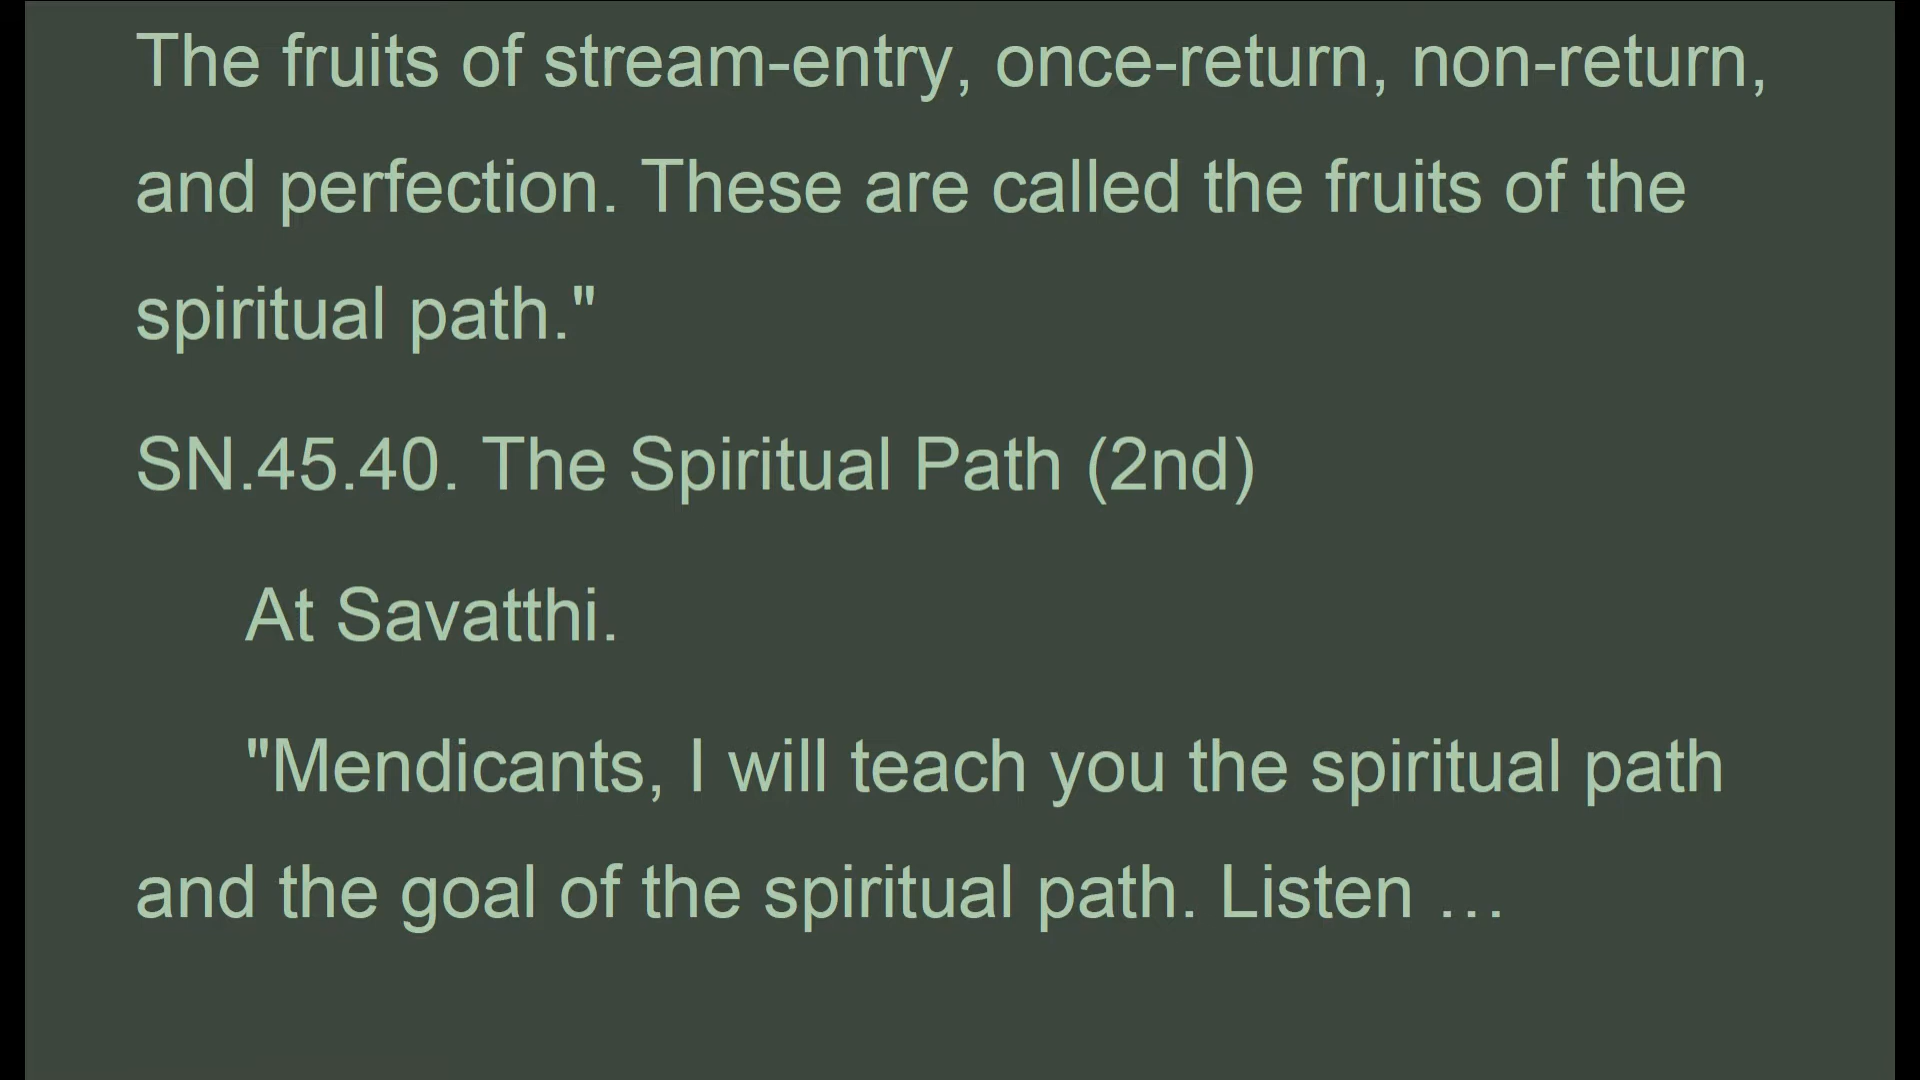 The fruits of stream-entry, once-return, non-return,
and perfection. These are called the fruits of the
spiritual path."
SN.45.40. The Spiritual Path (2nd)
At Savatthi.
"Mendicants, I will teach you the spiritual path
and the goal of the spiritual path. Listen …